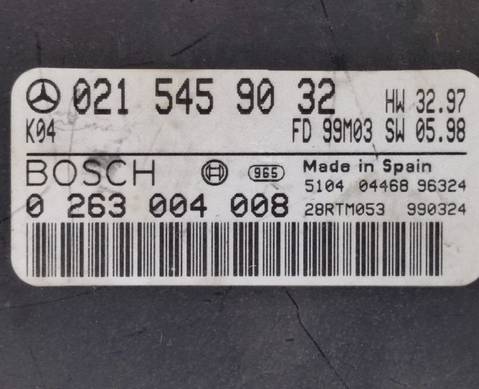 021 545 90 32 HW 32.97
K04 FD 99M03 SW 05.98
BOSCH 965 Made in Spain
5104 04468 96324
0 263 004 008 28RTM053 990324